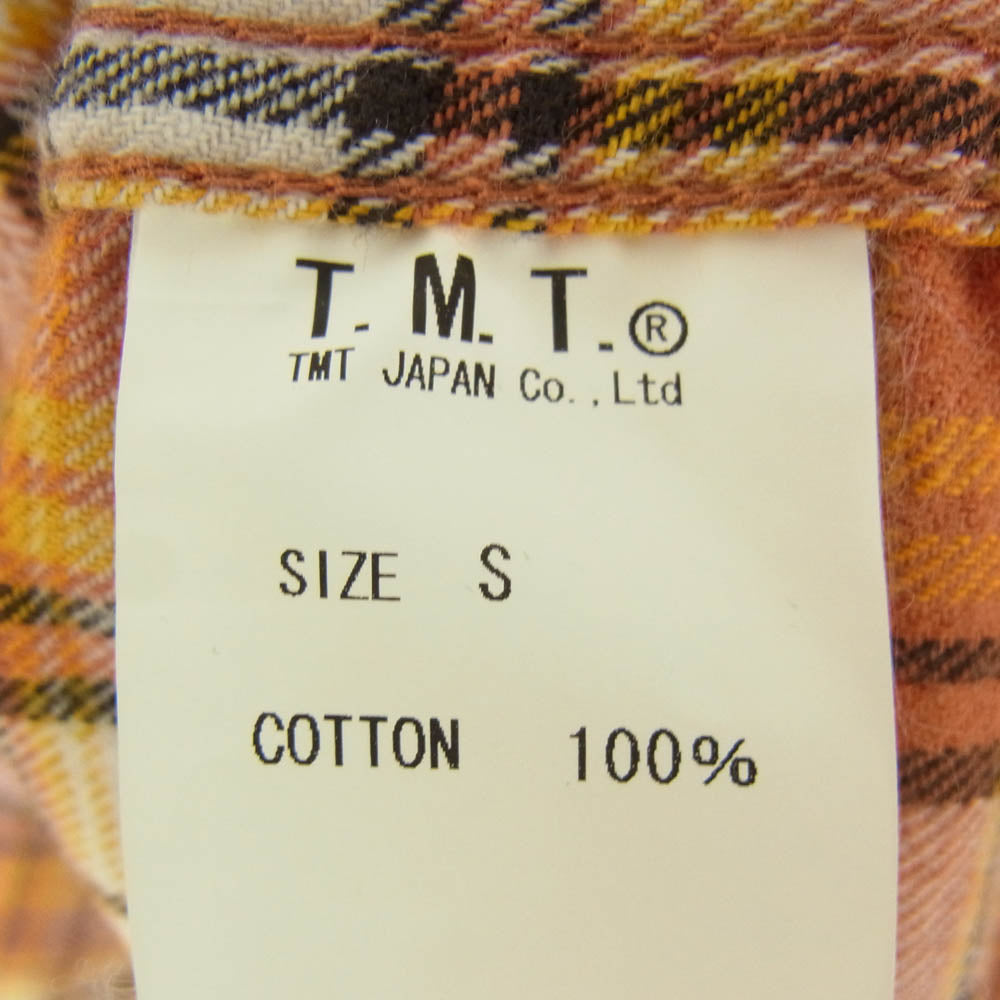 T.M.T.®
TMT JAPAN Co.,Ltd
SIZE S
COTTON 100%